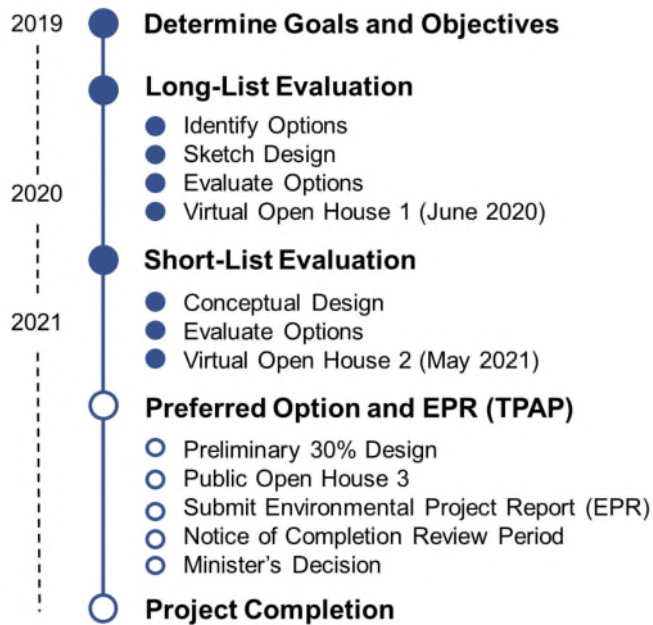 2019
Determine Goals and Objectives
Long-List Evaluation
Identify Options
Sketch Design
Evaluate Options
2020
Virtual Open House 1 (June 2020)
Short-List Evaluation
Conceptual Design
2021
Evaluate Options
Virtual Open House 2 (May 2021)
Preferred Option and EPR (TPAP)
Preliminary 30% Design
Public Open House 3
Submit Environmental Project Report (EPR)
Notice of Completion Review Period
Minister's Decision
Project Completion